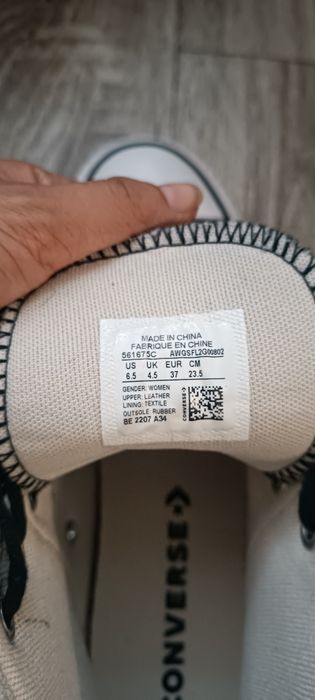 MADE IN CHINA
FABRIQUE EN CHINE
561675C AWGSFL2G00802
US UK EUR CM
6.5 4.5 37 23.5
GENDER: WOMEN
UPPER: LEATHER
LINING: TEXTILE
OUTSOLE: RUBBER
BE 2207 A34
CONVERSE
CONVERSE